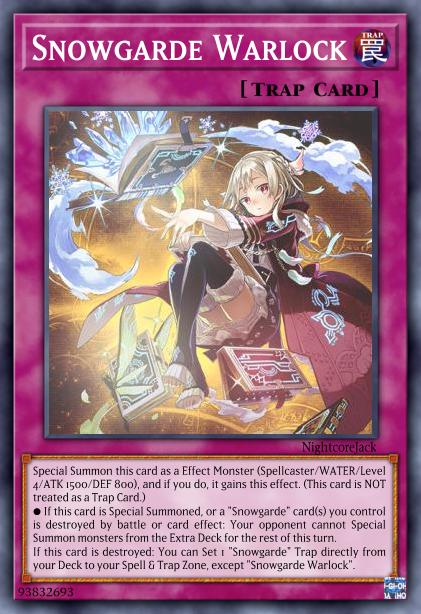 Snowgarde Warlock
TRAP
罠
[Trap Card]
NightcoreJack
Special Summon this card as a Effect Monster (Spellcaster/WATER/Level
4/ATK 1500/DEF 800), and if you do, it gains this effect. (This card is NOT
treated as a Trap Card.)
● If this card is Special Summoned, or a "Snowgarde" card(s) you control
is destroyed by battle or card effect: Your opponent cannot Special
Summon monsters from the Extra Deck for the rest of this turn.
If this card is destroyed: You can Set 1 "Snowgarde" Trap directly from
your Deck to your Spell & Trap Zone, except "Snowgarde Warlock".
93832693